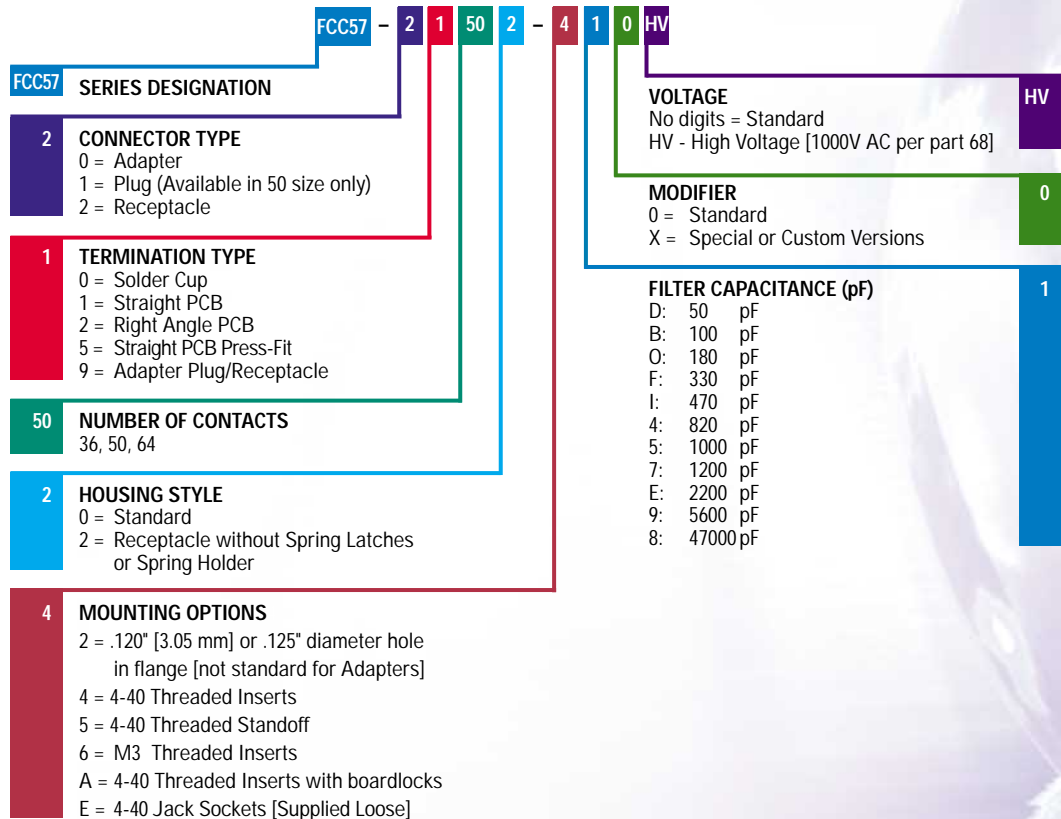 FCC57 – 2 1 50 2 - 4 1 0 HV
FCC57 SERIES DESIGNATION
2 CONNECTOR TYPE
0 = Adapter
1 = Plug (Available in 50 size only)
2 = Receptacle
1 TERMINATION TYPE
0 = Solder Cup
1 = Straight PCB
2 = Right Angle PCB
5 = Straight PCB Press-Fit
9 = Adapter Plug/Receptacle
50 NUMBER OF CONTACTS
36, 50, 64
2 HOUSING STYLE
0 = Standard
2 = Receptacle without Spring Latches
or Spring Holder
4 MOUNTING OPTIONS
2 = .120" [3.05 mm] or .125" diameter hole
in flange [not standard for Adapters]
4 = 4-40 Threaded Inserts
5 = 4-40 Threaded Standoff
6 = M3 Threaded Inserts
A = 4-40 Threaded Inserts with boardlocks
E = 4-40 Jack Sockets [Supplied Loose]
VOLTAGE HV
No digits = Standard
HV - High Voltage [1000V AC per part 68]
MODIFIER 0
0 = Standard
X = Special or Custom Versions
FILTER CAPACITANCE (pF) 1
D: 50 pF
B: 100 pF
O: 180 pF
F: 330 pF
I: 470 pF
4: 820 pF
5: 1000 pF
7: 1200 pF
E: 2200 pF
9: 5600 pF
8: 47000 pF